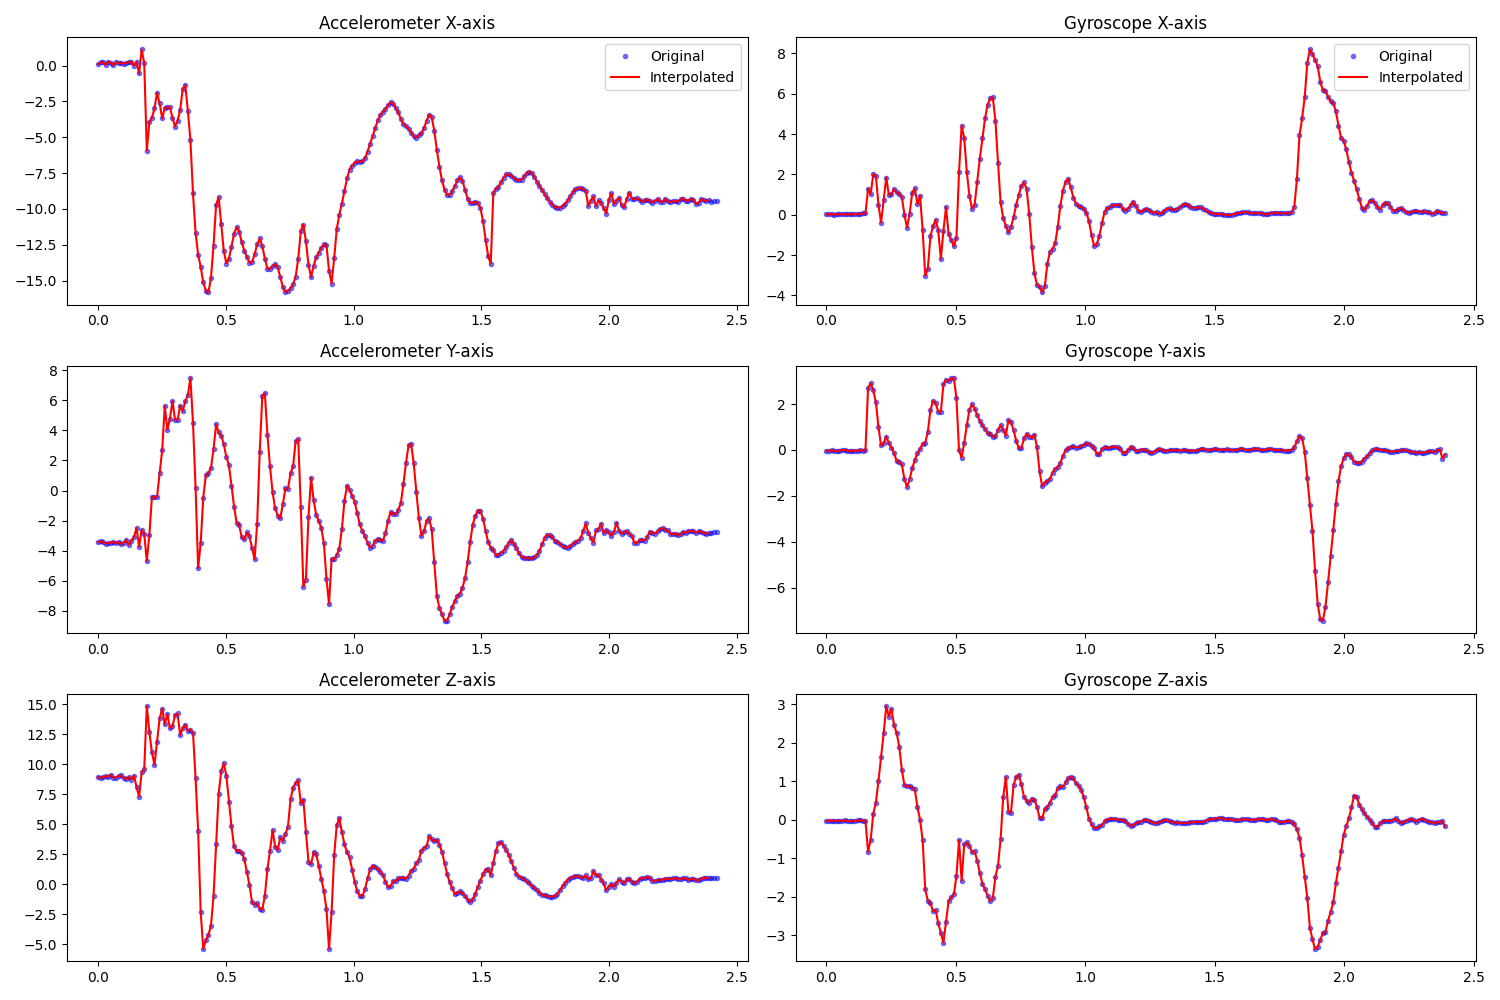 Accelerometer X-axis
Original
Interpolated
0.0
−2.5
−5.0
−7.5
−10.0
−12.5
−15.0
0.0 0.5 1.0 1.5 2.0 2.5
Gyroscope X-axis
Original
Interpolated
8
6
4
2
0
−2
−4
0.0 0.5 1.0 1.5 2.0 2.5
Accelerometer Y-axis
8
6
4
2
0
−2
−4
−6
−8
0.0 0.5 1.0 1.5 2.0 2.5
Gyroscope Y-axis
2
0
−2
−4
−6
0.0 0.5 1.0 1.5 2.0 2.5
Accelerometer Z-axis
15.0
12.5
10.0
7.5
5.0
2.5
0.0
−2.5
−5.0
0.0 0.5 1.0 1.5 2.0 2.5
Gyroscope Z-axis
3
2
1
0
−1
−2
−3
0.0 0.5 1.0 1.5 2.0 2.5